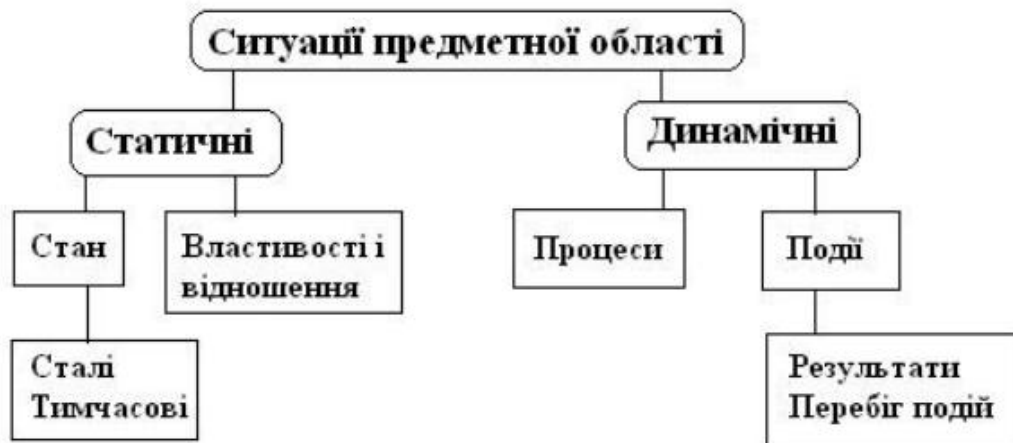 Ситуації предметної області
Статичні
Динамічні
Стан
Властивості і
відношення
Процеси
Події
Сталі
Тимчасові
Результати
Перебіг подій